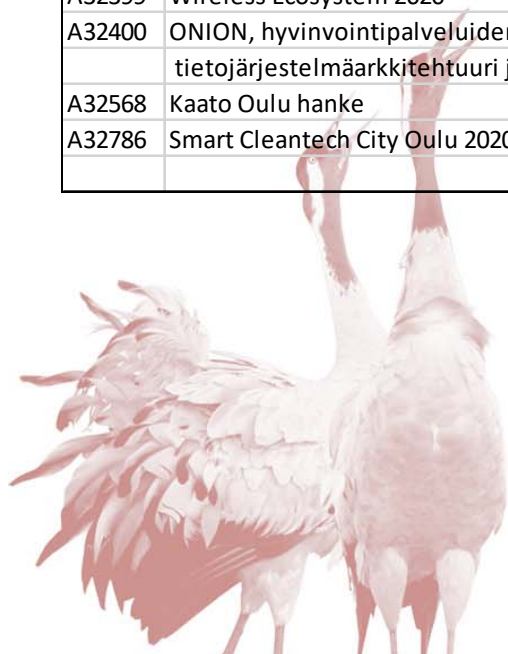 Wireless Ecosystem 2020
A32400 ONION, hyvinvointipalveluiden
tietojärjestelmäarkkitehtuuri j
A32568 Kaato Oulu hanke
A32786 Smart Cleantech City Oulu 2020